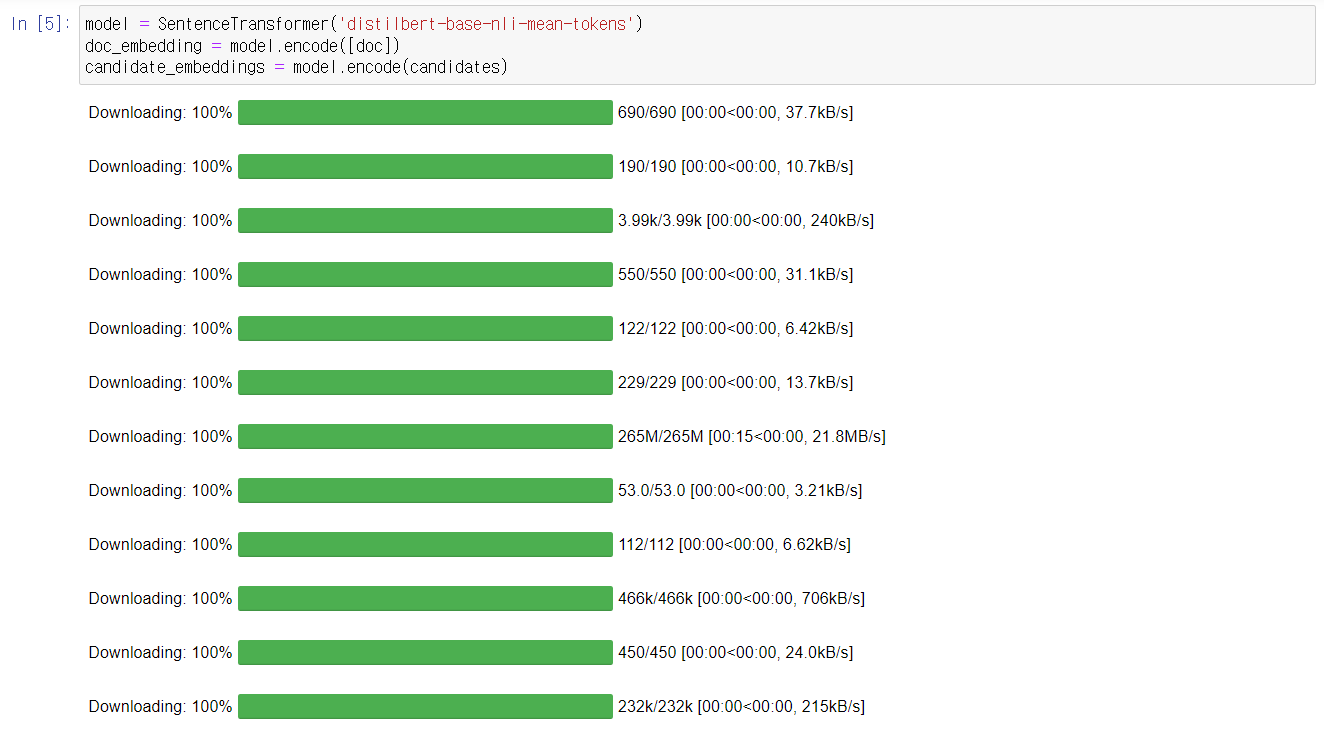 In [5]: model = SentenceTransformer('distilbert-base-nli-mean-tokens')
doc_embedding = model.encode([doc])
candidate_embeddings = model.encode(candidates)
Downloading: 100% 690/690 [00:00<00:00, 37.7kB/s]
Downloading: 100% 190/190 [00:00<00:00, 10.7kB/s]
Downloading: 100% 3.99k/3.99k [00:00<00:00, 240kB/s]
Downloading: 100% 550/550 [00:00<00:00, 31.1kB/s]
Downloading: 100% 122/122 [00:00<00:00, 6.42kB/s]
Downloading: 100% 229/229 [00:00<00:00, 13.7kB/s]
Downloading: 100% 265M/265M [00:15<00:00, 21.8MB/s]
Downloading: 100% 53.0/53.0 [00:00<00:00, 3.21kB/s]
Downloading: 100% 112/112 [00:00<00:00, 6.62kB/s]
Downloading: 100% 466k/466k [00:00<00:00, 706kB/s]
Downloading: 100% 450/450 [00:00<00:00, 24.0kB/s]
Downloading: 100% 232k/232k [00:00<00:00, 215kB/s]